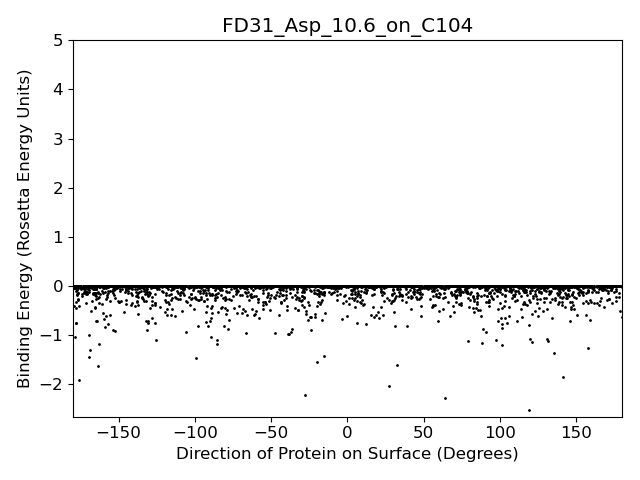 FD31_Asp_10.6_on_C104
5
4
3
2
1
0
−1
−2
Binding Energy (Rosetta Energy Units)
−150 −100 −50 0 50 100 150
Direction of Protein on Surface (Degrees)